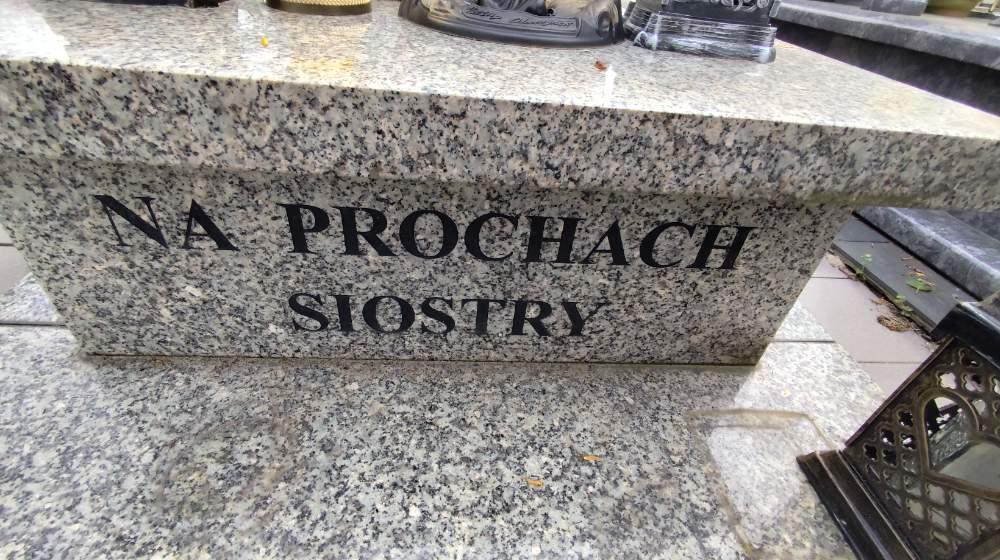 NA PROCHACH
SIOSTRY